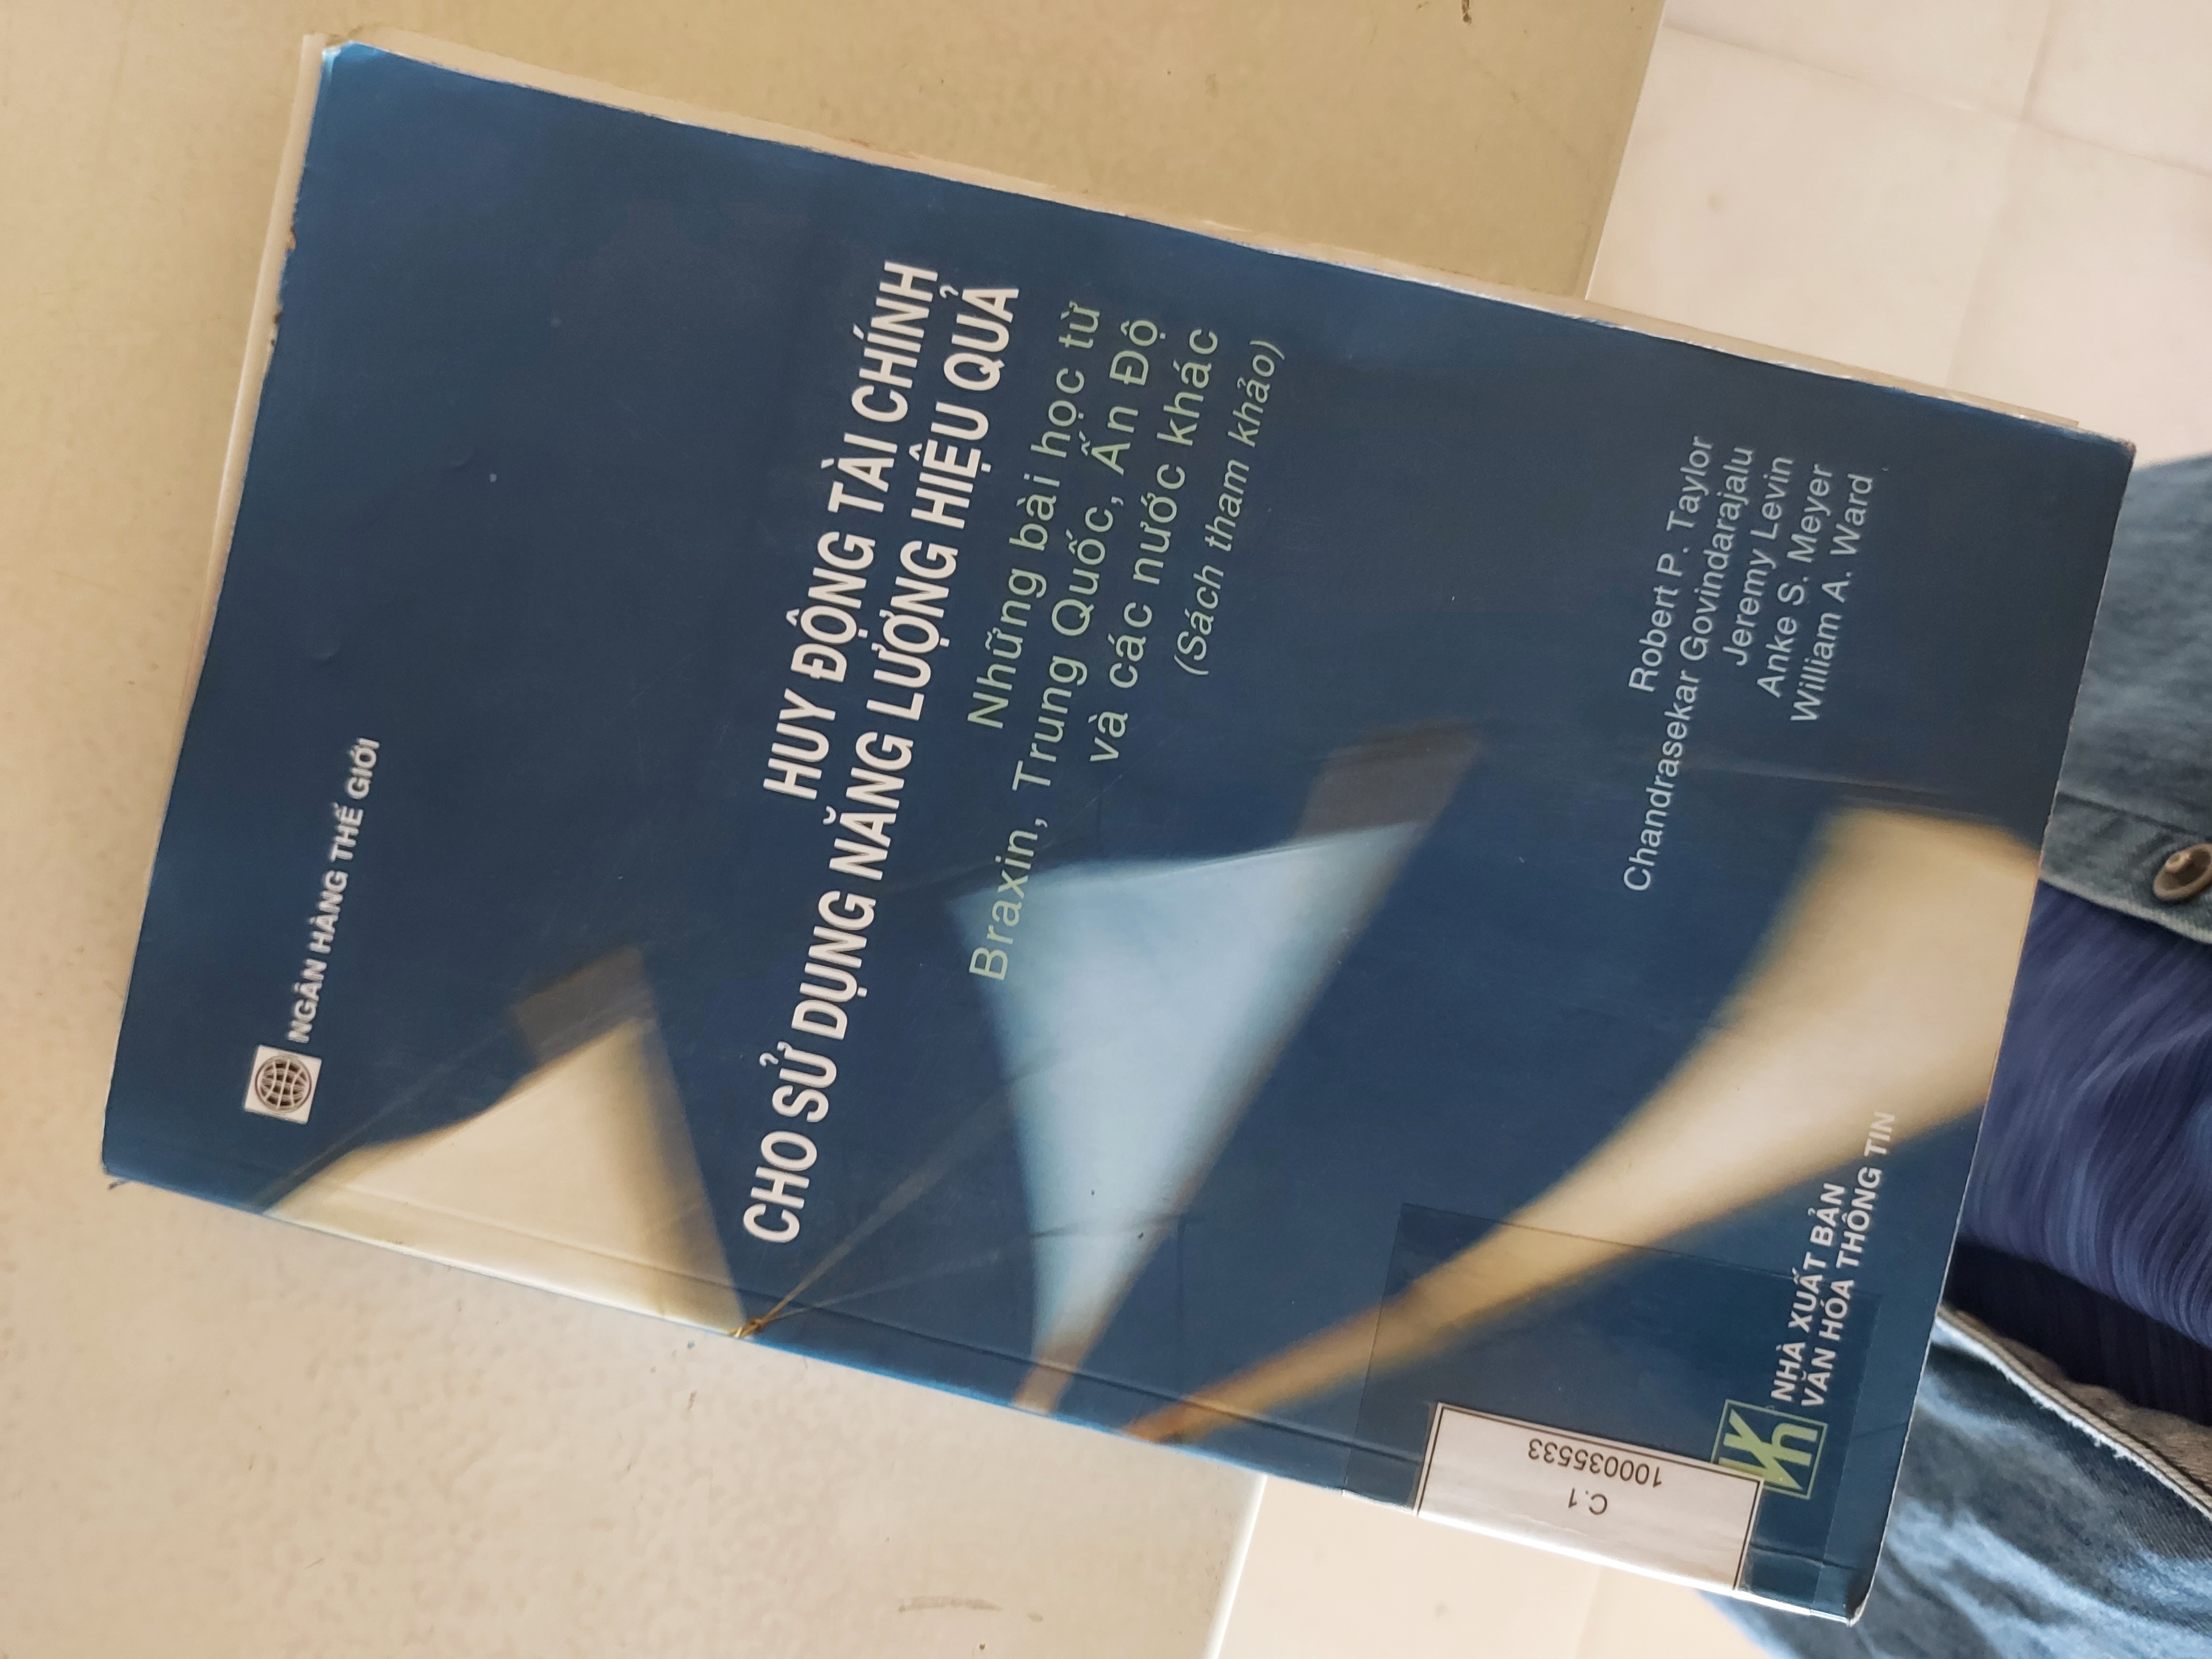 NGÂN HÀNG THẾ GIỚI
HUY ĐỘNG TÀI CHÍNH
CHO SỬ DỤNG NĂNG LƯỢNG HIỆU QUẢ
Những bài học từ
Braxin, Trung Quốc, Ấn Độ
và các nước khác
(Sách tham khảo)
Robert P. Taylor
Chandrasekar Govindarajalu
Jeremy Levin
Anke S. Meyer
William A. Ward
C.1
100035533
NHÀ XUẤT BẢN
VĂN HÓA THÔNG TIN